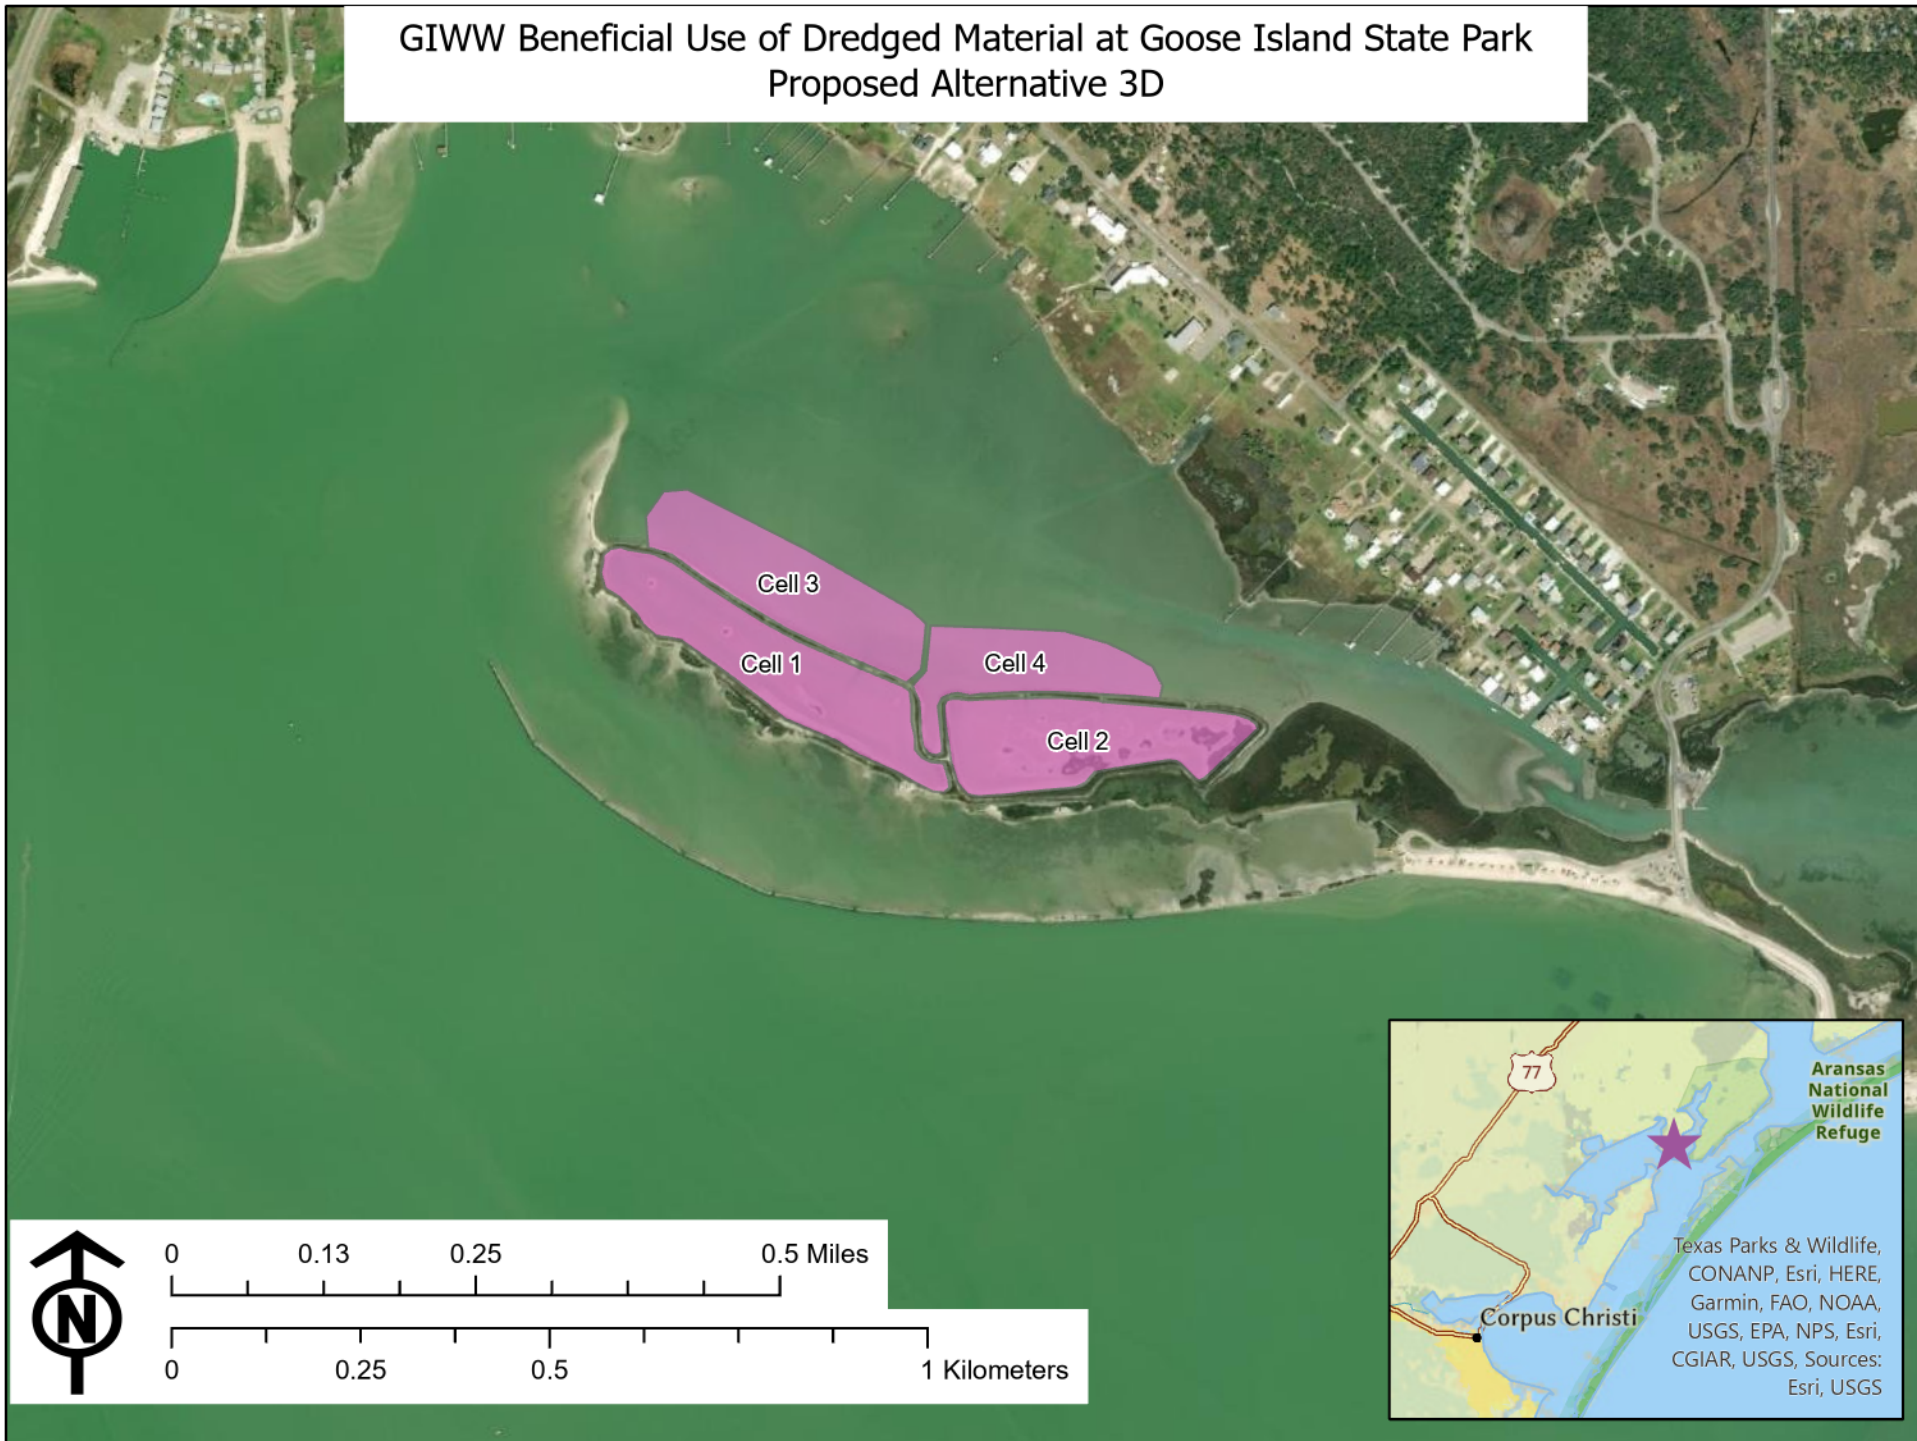 GIWW Beneficial Use of Dredged Material at Goose Island State Park
Proposed Alternative 3D
Cell 3
Cell 1
Cell 4
Cell 2
77
Aransas
National
Wildlife
Refuge
Corpus Christi
Texas Parks & Wildlife,
CONANP, Esri, HERE,
Garmin, FAO, NOAA,
USGS, EPA, NPS, Esri,
CGIAR, USGS, Sources:
Esri, USGS
N
0 0.13 0.25 0.5 Miles
0 0.25 0.5 1 Kilometers